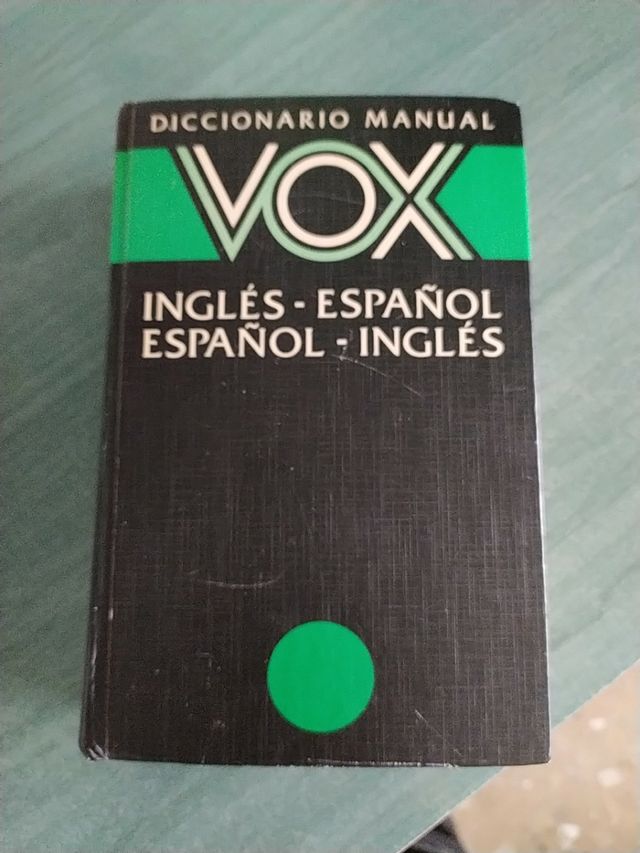 DICCIONARIO MANUAL
VOX
INGLÉS - ESPAÑOL
ESPAÑOL - INGLÉS